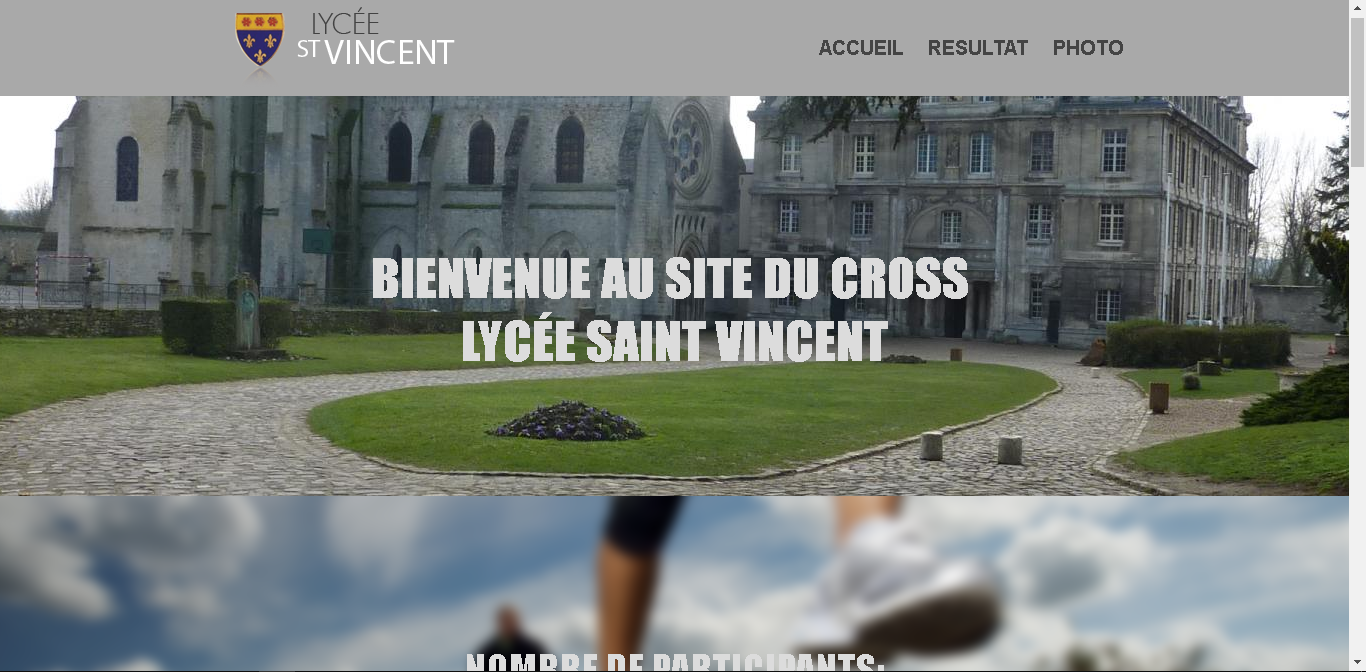 LYCÉE
ST VINCENT
ACCUEIL RESULTAT PHOTO
BIENVENUE AU SITE DU CROSS
LYCÉE SAINT VINCENT
NOMBRE DE PARTICIPANTS: